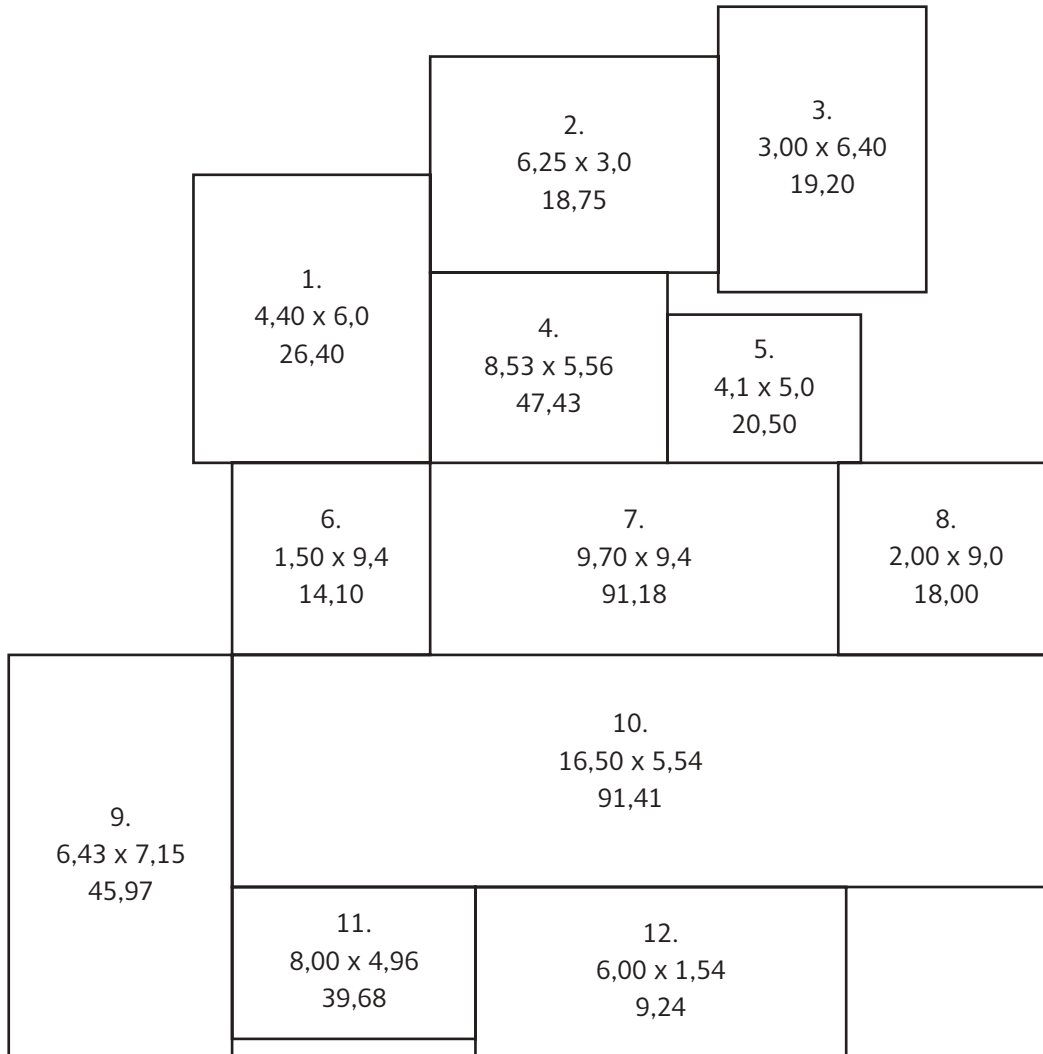 1.
4,40 x 6,0
26,40
2.
6,25 x 3,0
18,75
3.
3,00 x 6,40
19,20
4.
8,53 x 5,56
47,43
5.
4,1 x 5,0
20,50
6.
1,50 x 9,4
14,10
7.
9,70 x 9,4
91,18
8.
2,00 x 9,0
18,00
9.
6,43 x 7,15
45,97
10.
16,50 x 5,54
91,41
11.
8,00 x 4,96
39,68
12.
6,00 x 1,54
9,24